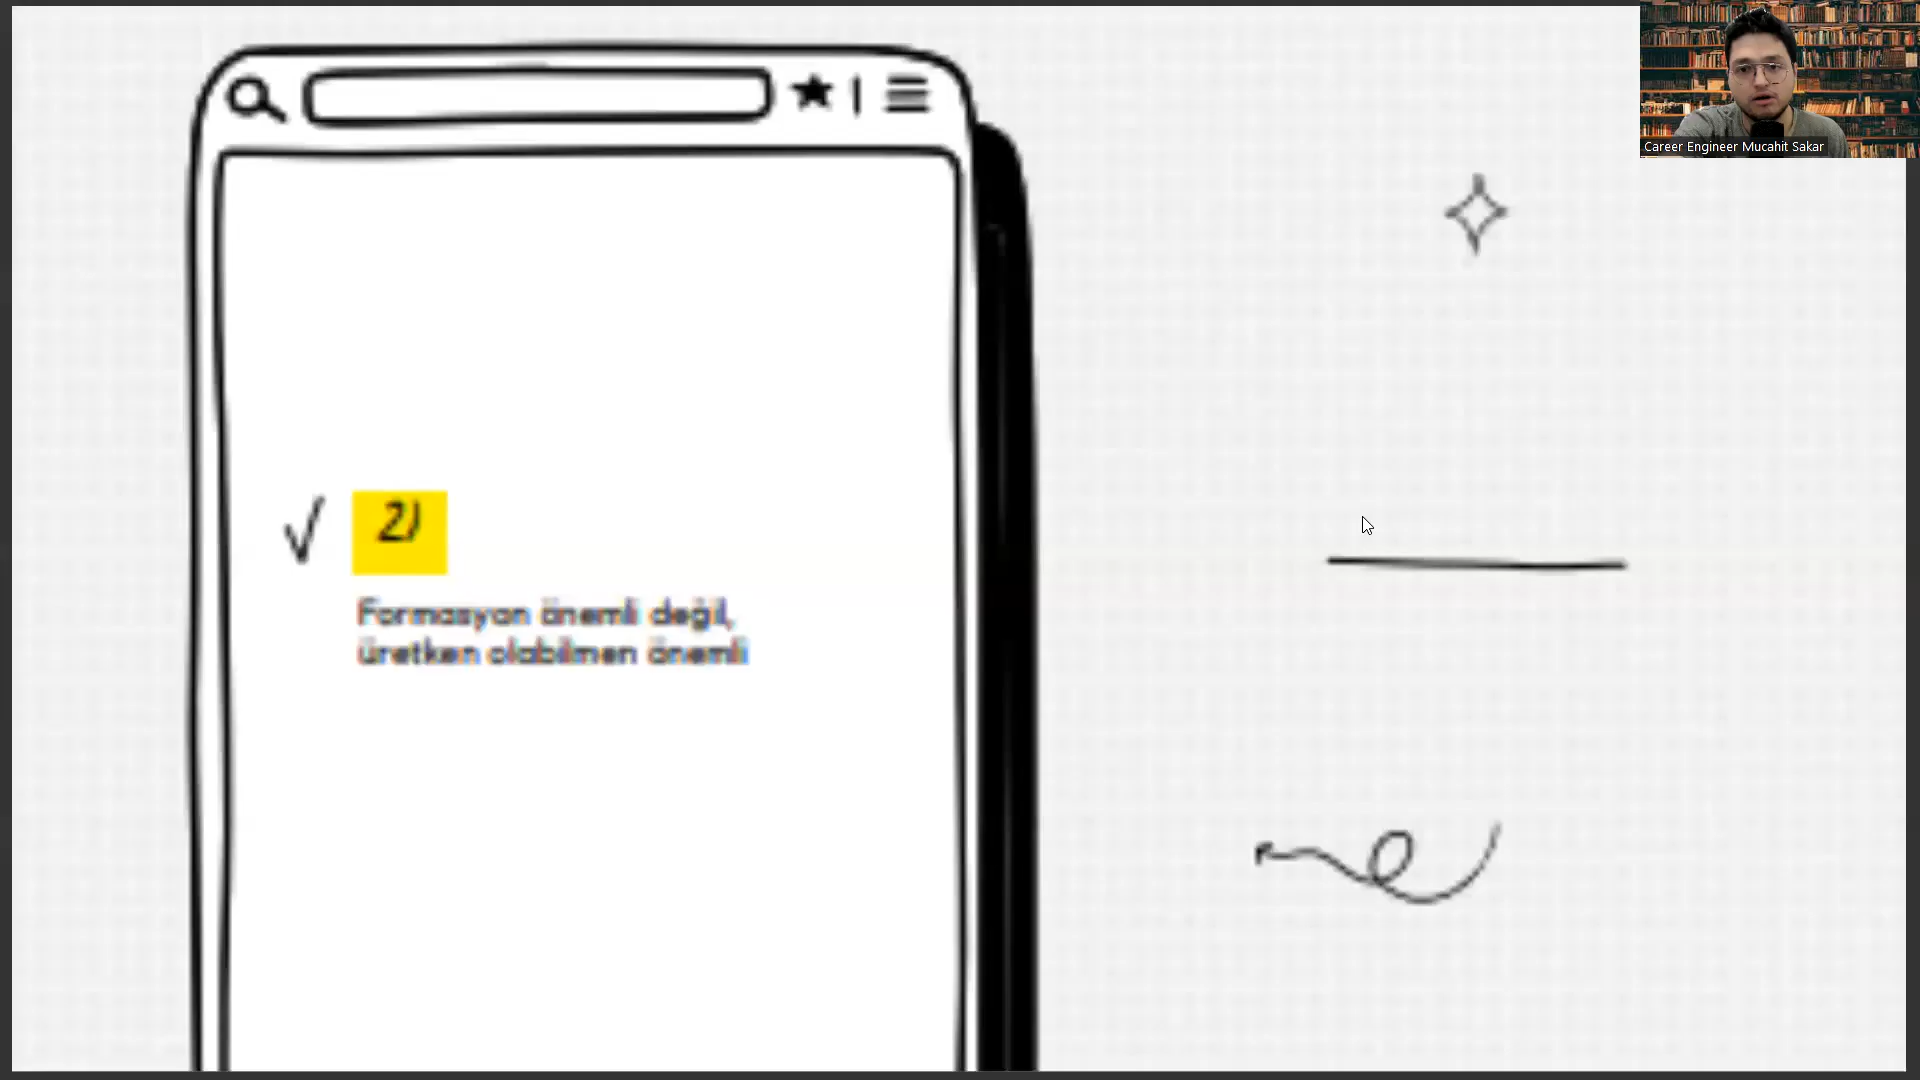 Career Engineer Mucahit Sakar
2)
Formasyon önemli değil,
üretken olabilmen önemli